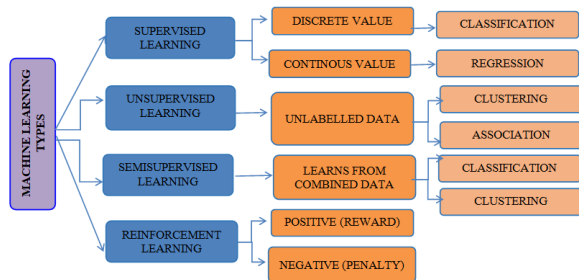 MACHINE LEARNING
TYPES
SUPERVISED
LEARNING
DISCRETE VALUE
CLASSIFICATION
CONTINOUS VALUE
REGRESSION
UNSUPERVISED
LEARNING
UNLABELLED DATA
CLUSTERING
ASSOCIATION
SEMISUPERVISED
LEARNING
LEARNS FROM
COMBINED DATA
CLASSIFICATION
CLUSTERING
REINFORCEMENT
LEARNING
POSITIVE (REWARD)
NEGATIVE (PENALTY)